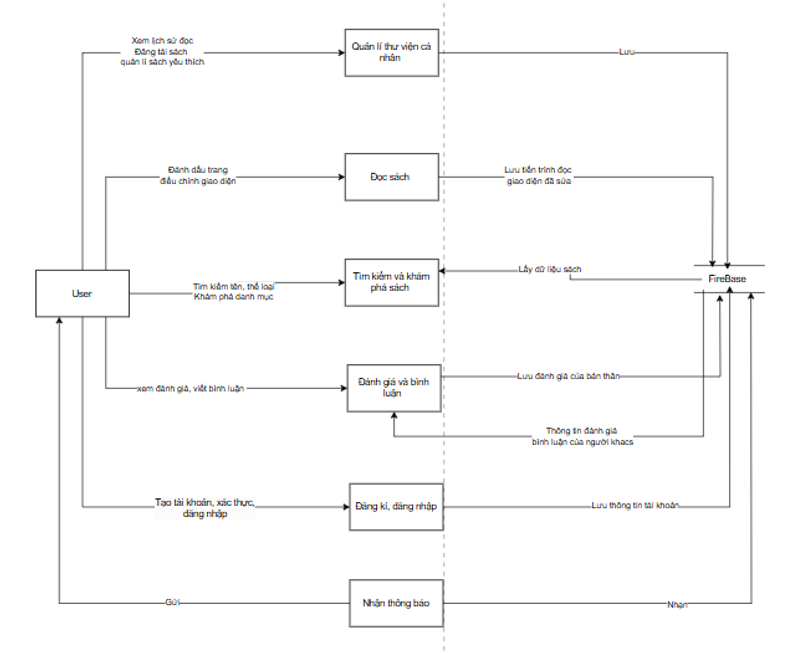 Xem lịch sử đọc
Đăng tải sách
quản lí sách yêu thích
Quản lí thư viện cá
nhân
Lưu
Đánh dấu trang
điều chỉnh giao diện
Đọc sách
Lưu tiến trình đọc
giao diện đã sửa
User
Tìm kiếm tên, thể loại
Khám phá danh mục
Tìm kiếm và khám
phá sách
Lấy dữ liệu sách
FireBase
xem đánh giá, viết bình luận
Đánh giá và bình
luận
Lưu đánh giá của bản thân
Thông tin đánh giá
bình luận của người khacs
Tạo tài khoản, xác thực,
đăng nhập
Đăng kí, đăng nhập
Lưu thông tin tài khoản
Gửi
Nhận thông báo
Nhận